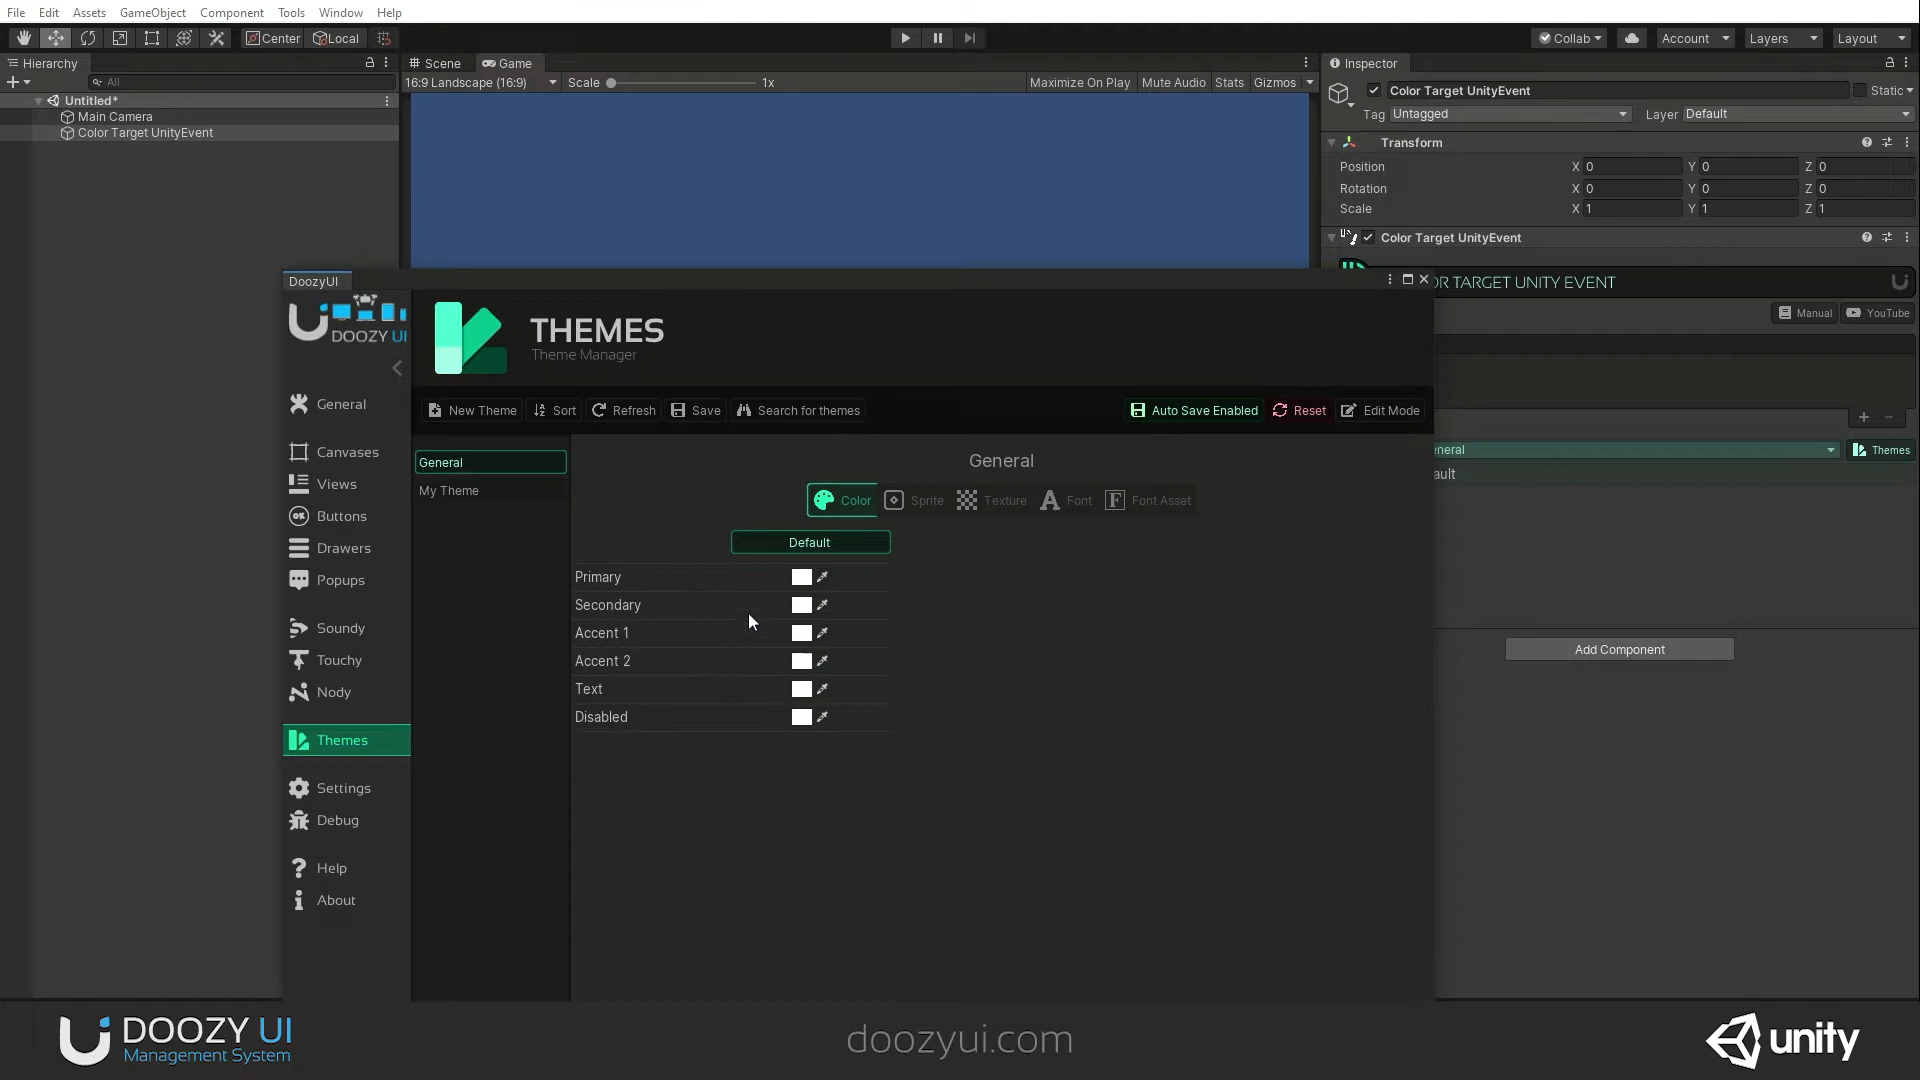 File Edit Assets GameObject Component Tools Window Help
Center Local Collab Account Layers Layout
Hierarchy
All
Untitled*
Main Camera
Color Target UnityEvent
Scene Game
16:9 Landscape (16:9) Scale 1x Maximize On Play Mute Audio Stats Gizmos
Inspector
Color Target UnityEvent Static
Tag Untagged Layer Default
Transform
Position X 0 Y 0 Z 0
Rotation X 0 Y 0 Z 0
Scale X 1 Y 1 Z 1
Color Target UnityEvent
OR TARGET UNITY EVENT
Manual YouTube
eneral Themes
ault
Add Component
DoozyUI
DOOZY UI
General
Canvases
Views
Buttons
Drawers
Popups
Soundy
Touchy
Nody
Themes
Settings
Debug
Help
About
THEMES
Theme Manager
New Theme Sort Refresh Save Search for themes Auto Save Enabled Reset Edit Mode
General
My Theme
General
Color Sprite Texture Font Font Asset
Default
Primary
Secondary
Accent 1
Accent 2
Text
Disabled
DOOZY UI
Management System
doozyui.com
unity